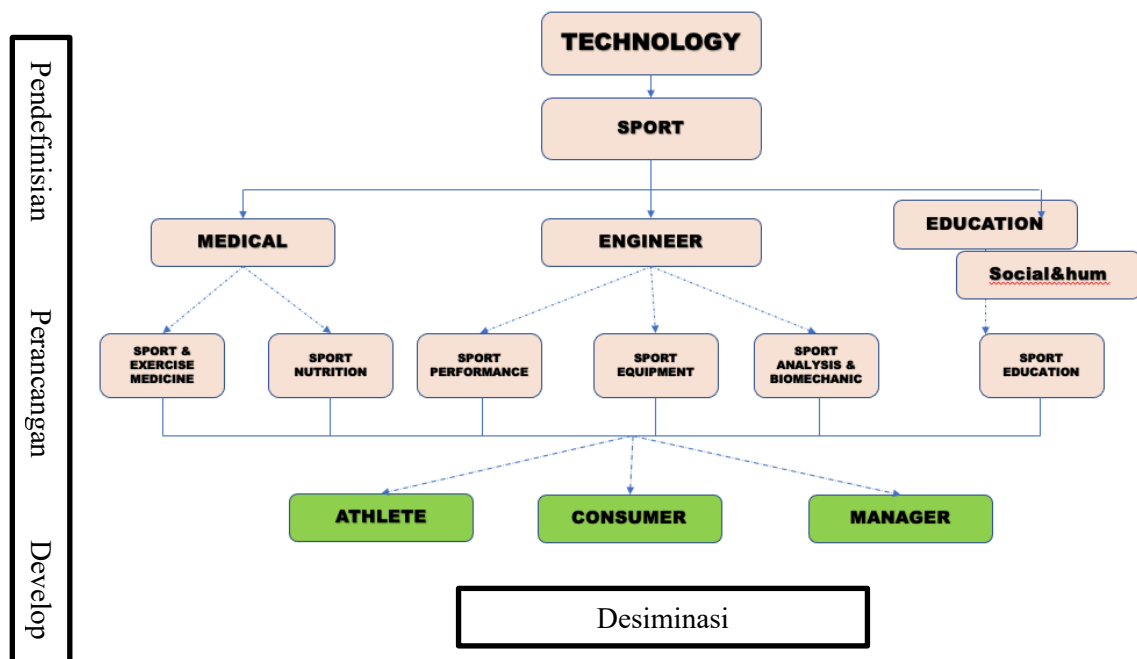 TECHNOLOGY
SPORT
Pendefinisian
MEDICAL
ENGINEER
EDUCATION
Social&hum
Perancangan
SPORT &
EXERCISE
MEDICINE
SPORT
NUTRITION
SPORT
PERFORMANCE
SPORT
EQUIPMENT
SPORT
ANALYSIS &
BIOMECHANIC
SPORT
EDUCATION
ATHLETE
CONSUMER
MANAGER
Develop
Desiminasi